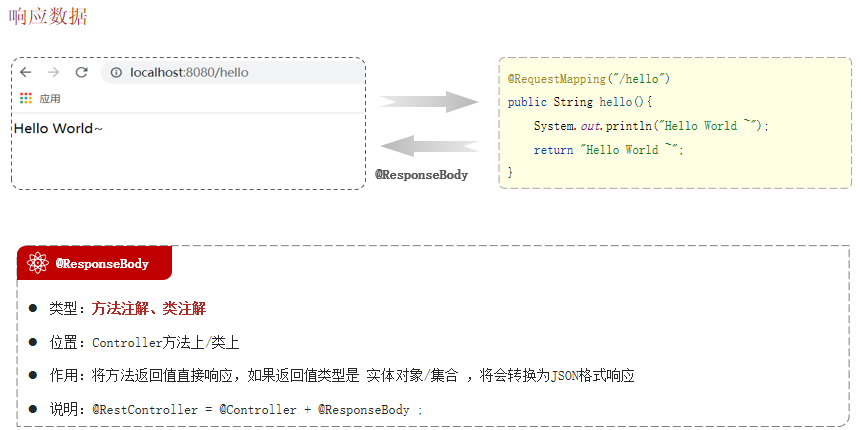 响应数据
localhost:8080/hello
应用
Hello World~
@RequestMapping("/hello")
public String hello(){
System.out.println("Hello World ~");
return "Hello World ~";
}
@ResponseBody
@ResponseBody
类型：方法注解、类注解
位置：Controller方法上/类上
作用：将方法返回值直接响应，如果返回值类型是 实体对象/集合 ，将会转换为JSON格式响应
说明：@RestController = @Controller + @ResponseBody ;